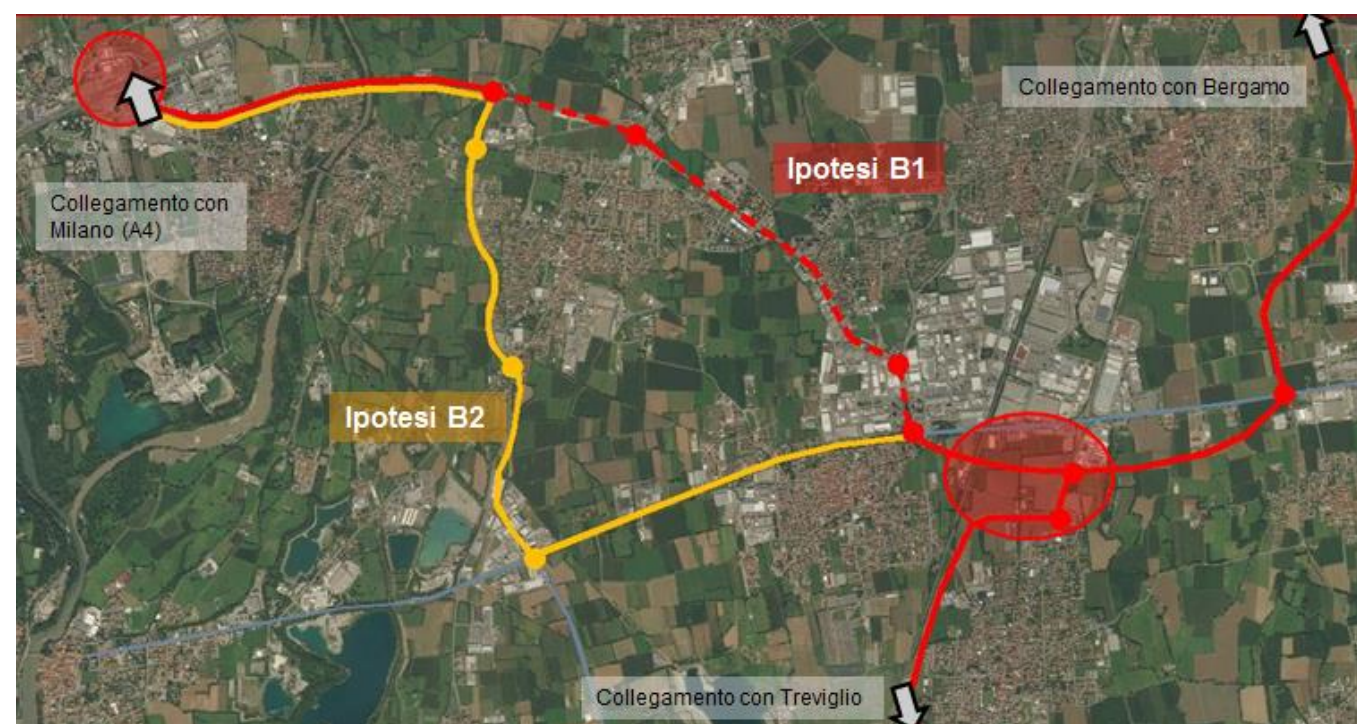 Collegamento con Bergamo
Ipotesi B1
Collegamento con
Milano (A4)
Ipotesi B2
Collegamento con Treviglio